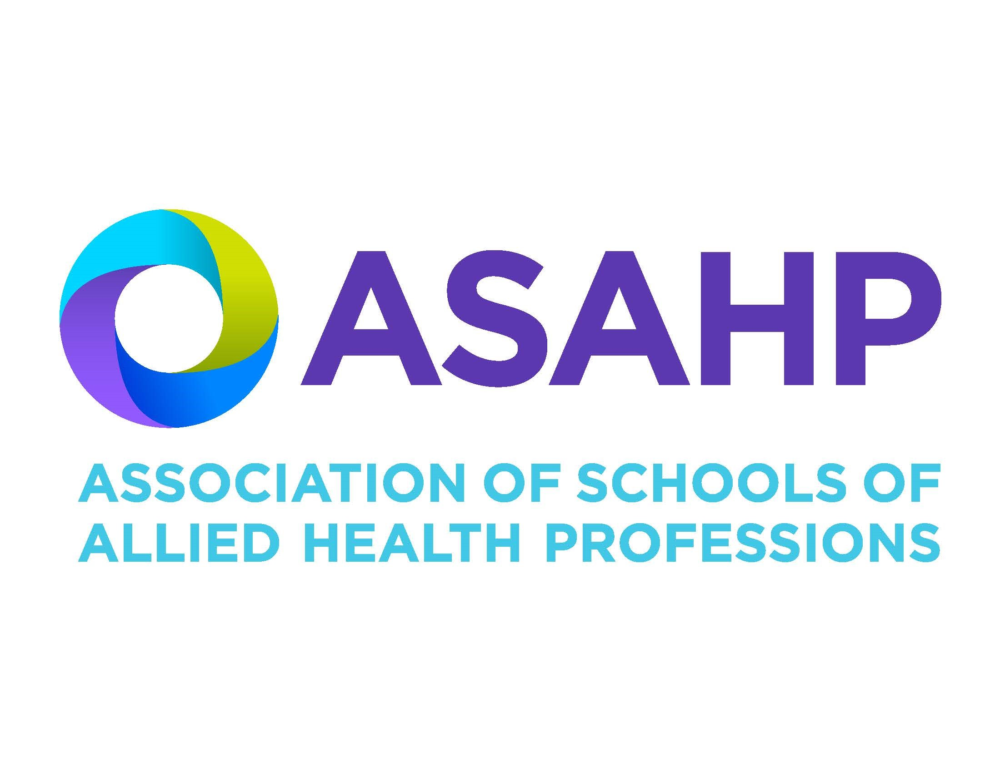 ASAHP
ASSOCIATION OF SCHOOLS OF
ALLIED HEALTH PROFESSIONS